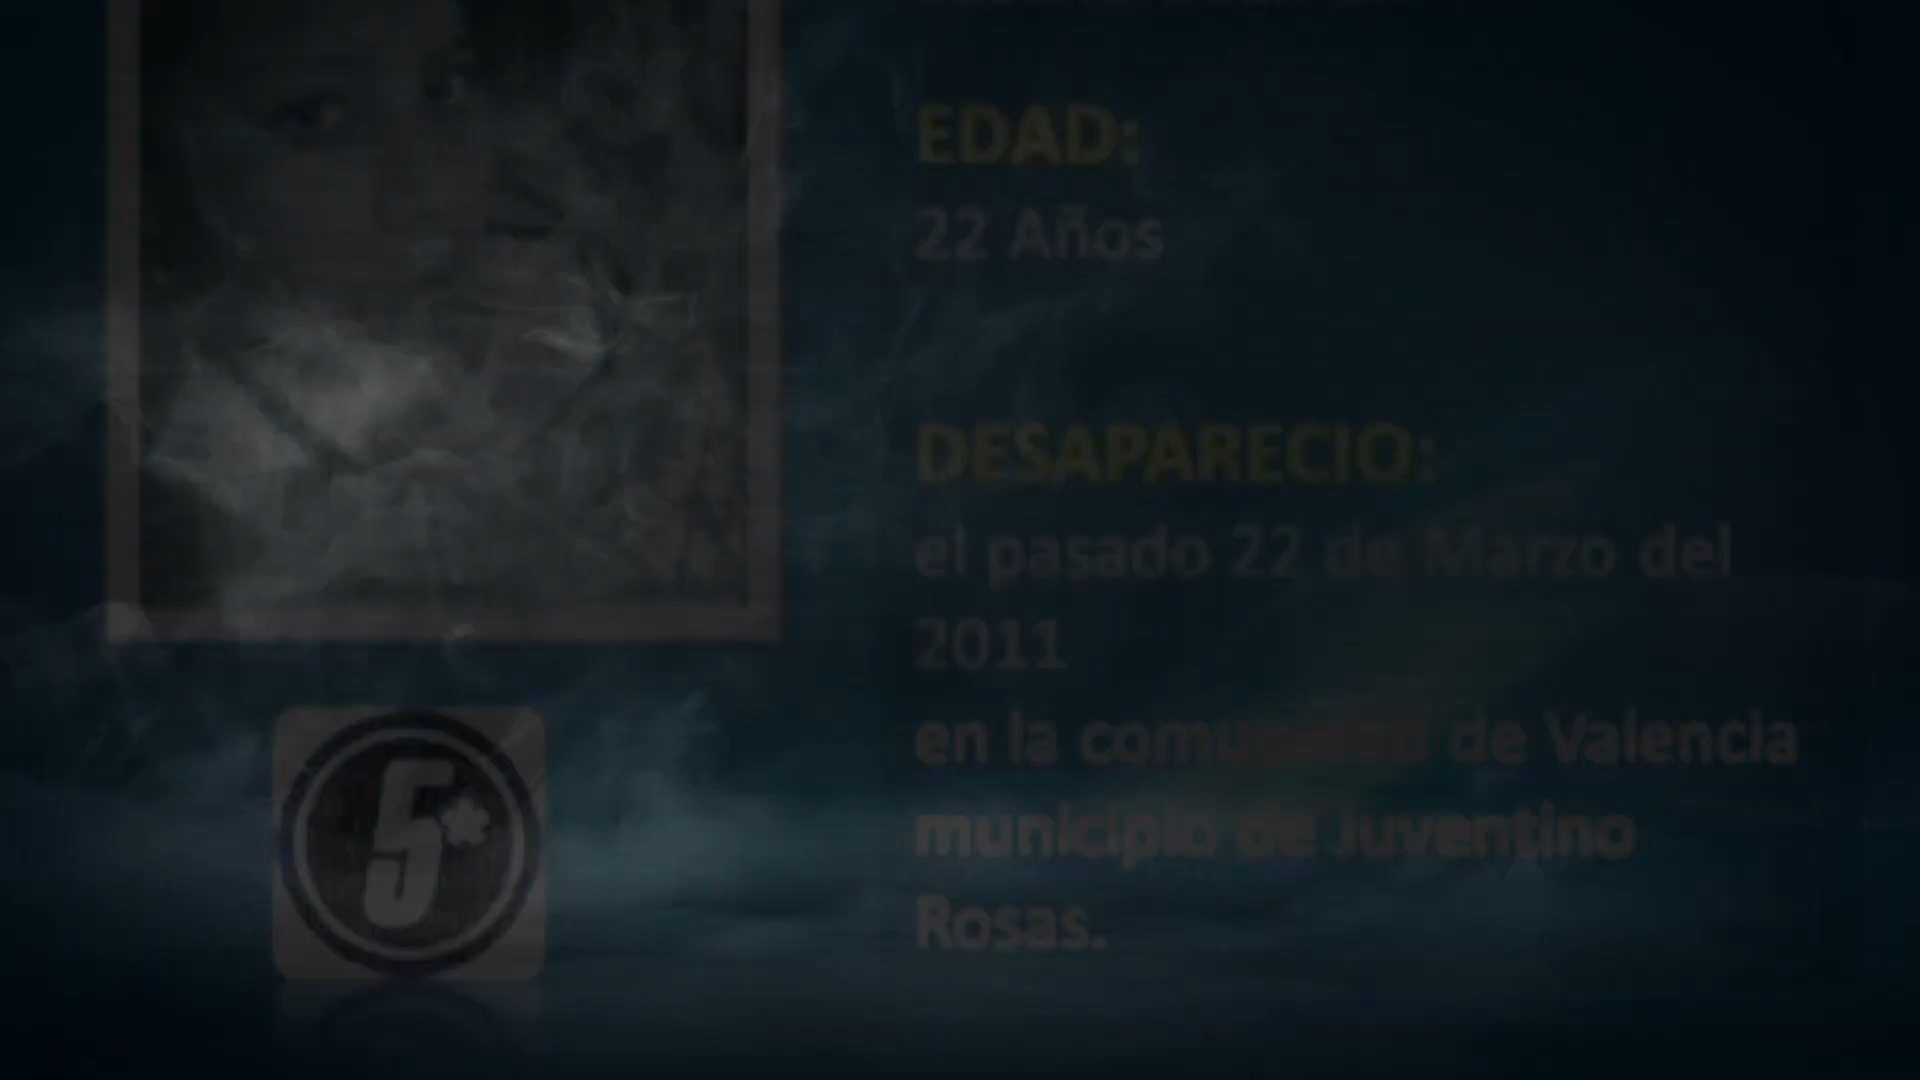 EDAD:
22 Años
DESAPARECIO:
el pasado 22 de Marzo del
2011
en la comunidad de Valencia
municipio de Juventino
Rosas.
5*